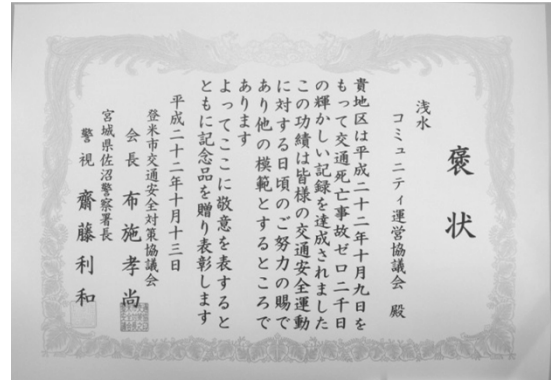 褒状
浅水
コミュニティ運営協議会 殿
貴地区は平成二十二年十月九日を
もって交通死亡事故ゼロ二千日
の輝かしい記録を達成されました
この功績は皆様の交通安全運動
に対する日頃のご努力の賜で
あり他の模範とするところで
あります
よってここに敬意を表すると
ともに記念品を贈り表彰します
平成二十二年十月十三日
登米市交通安全対策協議会
会長 布施孝尚
宮城県佐沼警察署長
警視 齋藤利和